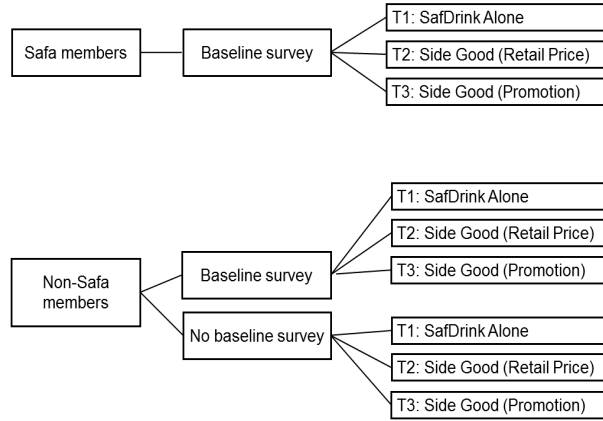 Safa members
Baseline survey
T1: SafDrink Alone
T2: Side Good (Retail Price)
T3: Side Good (Promotion)
Non-Safa
members
Baseline survey
T1: SafDrink Alone
T2: Side Good (Retail Price)
T3: Side Good (Promotion)
No baseline survey
T1: SafDrink Alone
T2: Side Good (Retail Price)
T3: Side Good (Promotion)